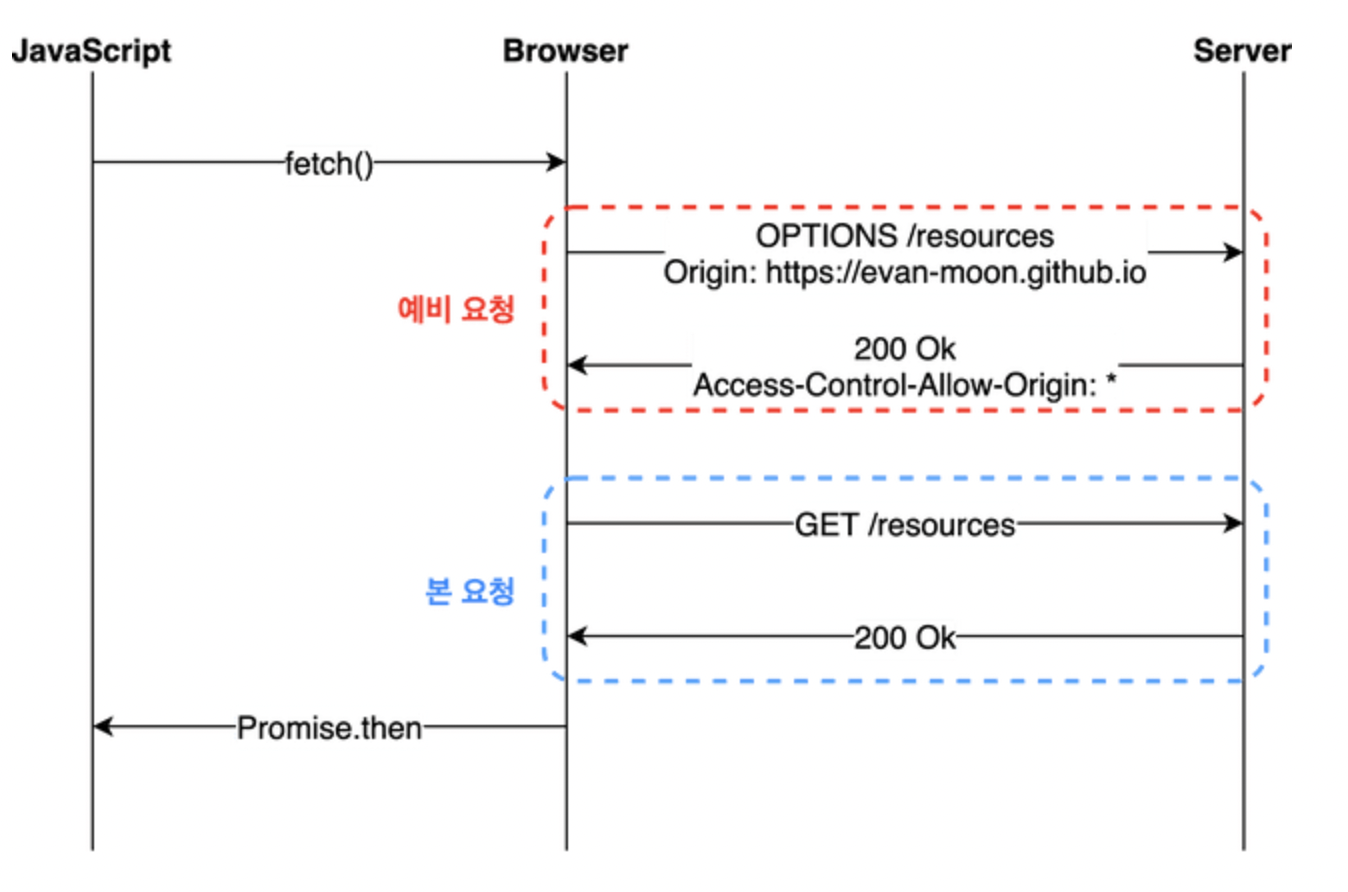 JavaScript
Browser
Server
fetch()
OPTIONS /resources
Origin: https://evan-moon.github.io
예비 요청
200 Ok
Access-Control-Allow-Origin: *
GET /resources
본 요청
200 Ok
Promise.then